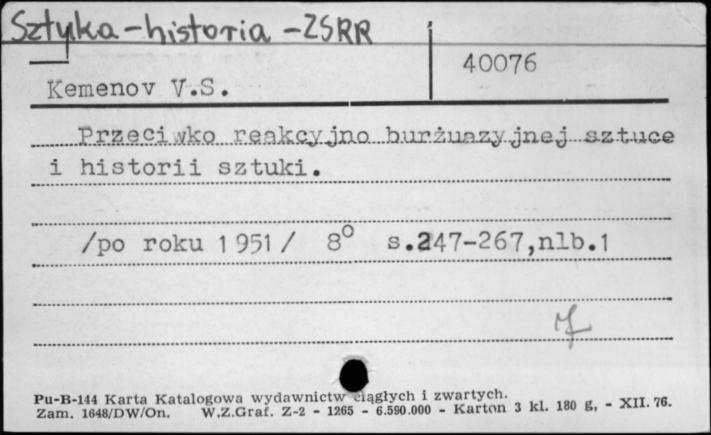 Sztuka-historia-ZSRR
40076
Kemenov V.S.
Przeciwko reakcyjno burżuazyjnej sztuce
i historii sztuki.
/po roku 1951/ 8° s.247-267,nlb.1
Pu-B-144 Karta Katalogowa wydawnictw ciągłych i zwartych.
Zam. 1648/DW/On. W.Z.Graf. Z-2 - 1265 - 6.590.000 - Karton 3 kl. 180 g, - XII. 76.